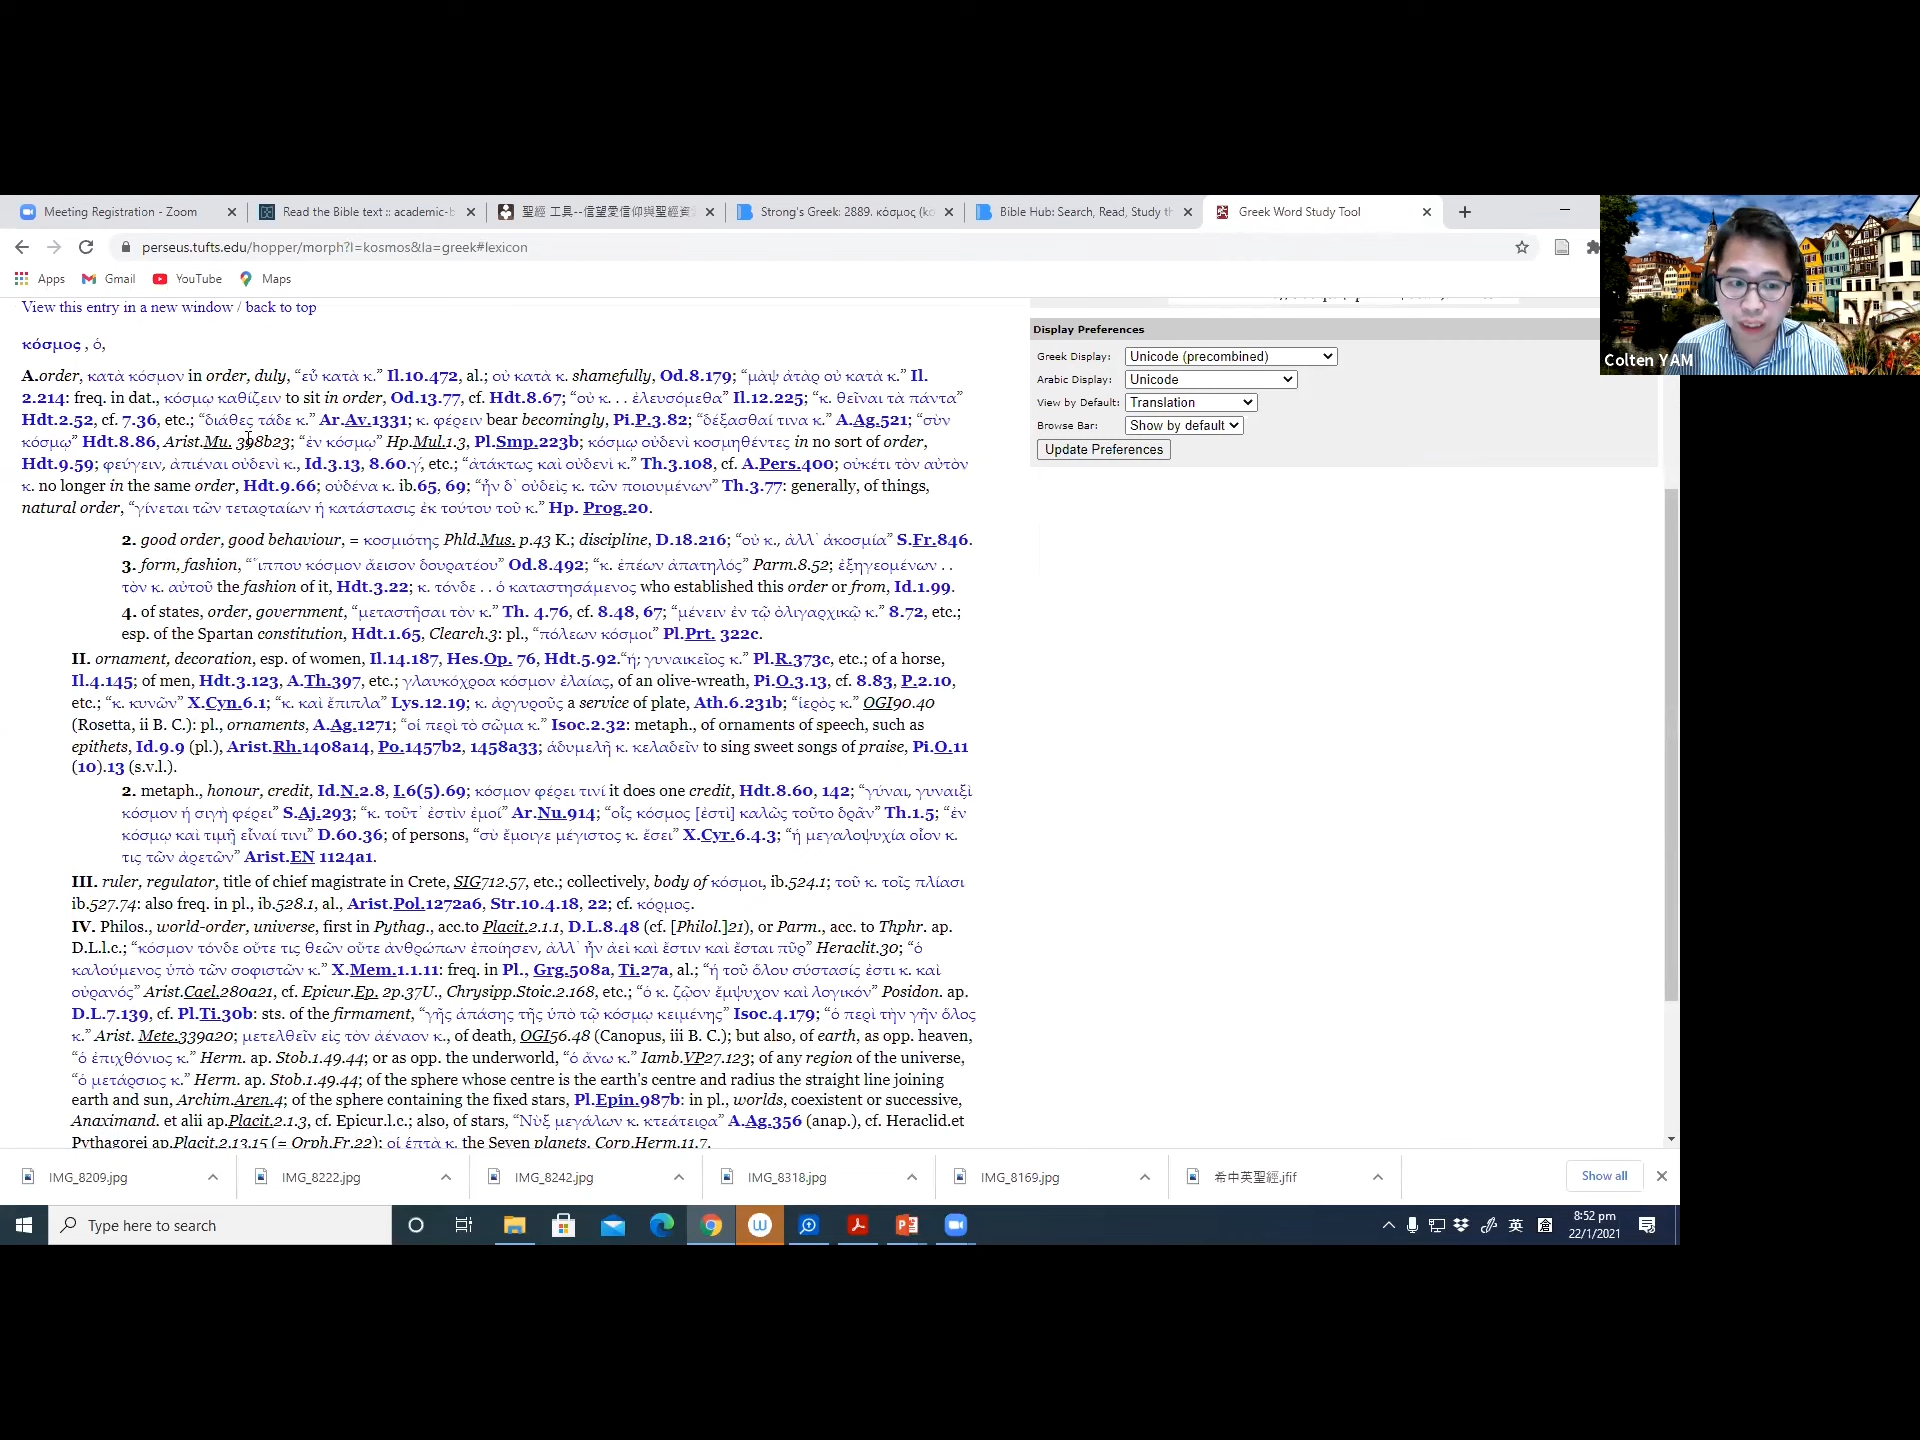 Meeting Registration - Zoom
Read the Bible text :: academic-b
聖經 工具--信望愛信仰與聖經資
Strong's Greek: 2889. κόσμος (ko
Bible Hub: Search, Read, Study th
Greek Word Study Tool
perseus.tufts.edu/hopper/morph?l=kosmos&la=greek#lexicon
Apps Gmail YouTube Maps
Colten YAM
View this entry in a new window / back to top
κόσμος , ὁ,
A.order, κατὰ κόσμον in order, duly, “εὖ κατὰ κ.” Il.10.472, al.; οὐ κατὰ κ. shamefully, Od.8.179; “μὰψ ἀτὰρ οὐ κατὰ κ.” Il.
2.214: freq. in dat., κόσμῳ καθίζειν to sit in order, Od.13.77, cf. Hdt.8.67; “οὐ κ. . . ἐλευσόμεθα” Il.12.225; “κ. θεῖναι τὰ πάντα”
Hdt.2.52, cf. 7.36, etc.; “διάθες τάδε κ.” Ar.Av.1331; κ. φέρειν bear becomingly, Pi.P.3.82; “δέξασθαί τινα κ.” A.Ag.521; “σὺν
κόσμῳ” Hdt.8.86, Arist.Mu. 398b23; “ἐν κόσμῳ” Hp.Mul.1.3, Pl.Smp.223b; κόσμῳ οὐδενὶ κοσμηθέντες in no sort of order,
Hdt.9.59; φεύγειν, ἀπιέναι οὐδενὶ κ., Id.3.13, 8.60.γ́, etc.; “ἀτάκτως καὶ οὐδενὶ κ.” Th.3.108, cf. A.Pers.400; οὐκέτι τὸν αὐτὸν
κ. no longer in the same order, Hdt.9.66; οὐδένα κ. ib.65, 69; “ἦν δ᾽ οὐδεὶς κ. τῶν ποιουμένων” Th.3.77: generally, of things,
natural order, “γίνεται τῶν τεταρταίων ἡ κατάστασις ἐκ τούτου τοῦ κ.” Hp. Prog.20.
2. good order, good behaviour, = κοσμιότης Phld.Mus. p.43 K.; discipline, D.18.216; “οὐ κ., ἀλλ᾽ ἀκοσμία” S.Fr.846.
3. form, fashion, “ἵππου κόσμον ἄεισον δουρατέου” Od.8.492; “κ. ἐπέων ἀπατηλός” Parm.8.52; ἐξηγεομένων . .
τὸν κ. αὐτοῦ the fashion of it, Hdt.3.22; κ. τόνδε . . ὁ καταστησάμενος who established this order or from, Id.1.99.
4. of states, order, government, “μεταστῆσαι τὸν κ.” Th. 4.76, cf. 8.48, 67; “μένειν ἐν τῷ ὀλιγαρχικῷ κ.” 8.72, etc.;
esp. of the Spartan constitution, Hdt.1.65, Clearch.3: pl., “πόλεων κόσμοι” Pl.Prt. 322c.
II. ornament, decoration, esp. of women, Il.14.187, Hes.Op. 76, Hdt.5.92.“ή; γυναικεῖος κ.” Pl.R.373c, etc.; of a horse,
Il.4.145; of men, Hdt.3.123, A.Th.397, etc.; γλαυκόχροα κόσμον ἐλαίας, of an olive-wreath, Pi.O.3.13, cf. 8.83, P.2.10,
etc.; “κ. κυνῶν” X.Cyn.6.1; “κ. καὶ ἔπιπλα” Lys.12.19; κ. ἀργυροῦς a service of plate, Ath.6.231b; “ἱερὸς κ.” OGI90.40
(Rosetta, ii B. C.): pl., ornaments, A.Ag.1271; “οἱ περὶ τὸ σῶμα κ.” Isoc.2.32: metaph., of ornaments of speech, such as
epithets, Id.9.9 (pl.), Arist.Rh.1408a14, Po.1457b2, 1458a33; ἁδυμελῆ κ. κελαδεῖν to sing sweet songs of praise, Pi.O.11
(10).13 (s.v.l.).
2. metaph., honour, credit, Id.N.2.8, I.6(5).69; κόσμον φέρει τινί it does one credit, Hdt.8.60, 142; “γύναι, γυναιξὶ
κόσμον ἡ σιγὴ φέρει” S.Aj.293; “κ. τοῦτ᾽ ἐστὶν ἐμοί” Ar.Nu.914; “οἷς κόσμος [ἐστὶ] καλῶς τοῦτο δρᾶν” Th.1.5; “ἐν
κόσμῳ καὶ τιμῇ εἶναί τινι” D.60.36; of persons, “σὺ ἔμοιγε μέγιστος κ. ἔσει” X.Cyr.6.4.3; “ἡ μεγαλοψυχία οἷον κ.
τις τῶν ἀρετῶν” Arist.EN 1124a1.
III. ruler, regulator, title of chief magistrate in Crete, SIG712.57, etc.; collectively, body of κόσμοι, ib.524.1; τοῦ κ. τοῖς πλίασι
ib.527.74: also freq. in pl., ib.528.1, al., Arist.Pol.1272a6, Str.10.4.18, 22; cf. κόρμος.
IV. Philos., world-order, universe, first in Pythag., acc.to Placit.2.1.1, D.L.8.48 (cf. [Philol.]21), or Parm., acc. to Thphr. ap.
D.L.l.c.; “κόσμον τόνδε οὔτε τις θεῶν οὔτε ἀνθρώπων ἐποίησεν, ἀλλ᾽ ἦν ἀεὶ καὶ ἔστιν καὶ ἔσται πῦρ” Heraclit.30; “ὁ
καλούμενος ὑπὸ τῶν σοφιστῶν κ.” X.Mem.1.1.11: freq. in Pl., Grg.508a, Ti.27a, al.; “ἡ τοῦ ὅλου σύστασίς ἐστι κ. καὶ
οὐρανός” Arist.Cael.280a21, cf. Epicur.Ep. 2p.37U., Chrysipp.Stoic.2.168, etc.; “ὁ κ. ζῷον ἔμψυχον καὶ λογικόν” Posidon. ap.
D.L.7.139, cf. Pl.Ti.30b: sts. of the firmament, “γῆς ἁπάσης τῆς ὑπὸ τῷ κόσμῳ κειμένης” Isoc.4.179; “ὁ περὶ τὴν γῆν ὅλος
κ.” Arist. Mete.339a20; μετελθεῖν εἰς τὸν ἀέναον κ., of death, OGI56.48 (Canopus, iii B. C.); but also, of earth, as opp. heaven,
“ὁ ἐπιχθόνιος κ.” Herm. ap. Stob.1.49.44; or as opp. the underworld, “ὁ ἄνω κ.” Iamb.VP27.123; of any region of the universe,
“ὁ μετάρσιος κ.” Herm. ap. Stob.1.49.44; of the sphere whose centre is the earth's centre and radius the straight line joining
earth and sun, Archim.Aren.4; of the sphere containing the fixed stars, Pl.Epin.987b: in pl., worlds, coexistent or successive,
Anaximand. et alii ap.Placit.2.1.3, cf. Epicur.l.c.; also, of stars, “Νὺξ μεγάλων κ. κτεάτειρα” A.Ag.356 (anap.), cf. Heraclid.et
Pythagorei ap.Placit.2.13.15 (= Orph.Fr.22); οἱ ἑπτὰ κ. the Seven planets, Corp.Herm.11.7.
Display Preferences
Greek Display: Unicode (precombined)
Arabic Display: Unicode
View by Default: Translation
Browse Bar: Show by default
Update Preferences
IMG_8209.jpg
IMG_8222.jpg
IMG_8242.jpg
IMG_8318.jpg
IMG_8169.jpg
希中英聖經.jfif
Show all
Type here to search
英
倉
8:52 pm
22/1/2021